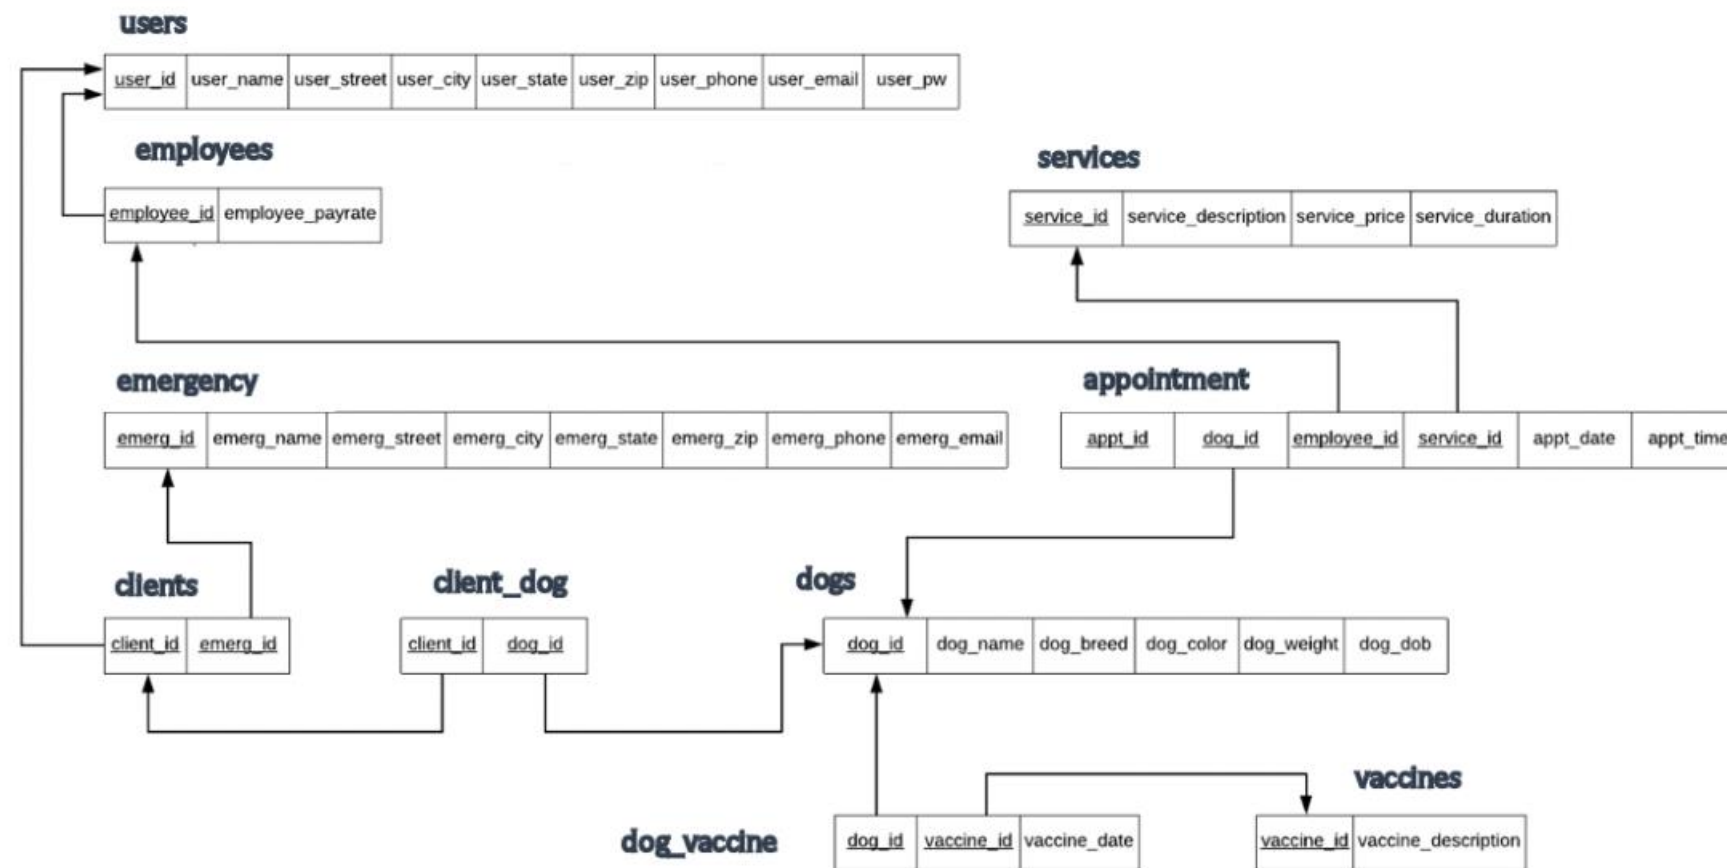 users
user_id user_name user_street user_city user_state user_zip user_phone user_email user_pw
employees
employee_id employee_payrate
services
service_id service_description service_price service_duration
emergency
emerg_id emerg_name emerg_street emerg_city emerg_state emerg_zip emerg_phone emerg_email
appointment
appt_id dog_id employee_id service_id appt_date appt_time
clients
client_id emerg_id
client_dog
client_id dog_id
dogs
dog_id dog_name dog_breed dog_color dog_weight dog_dob
dog_vaccine
dog_id vaccine_id vaccine_date
vaccines
vaccine_id vaccine_description